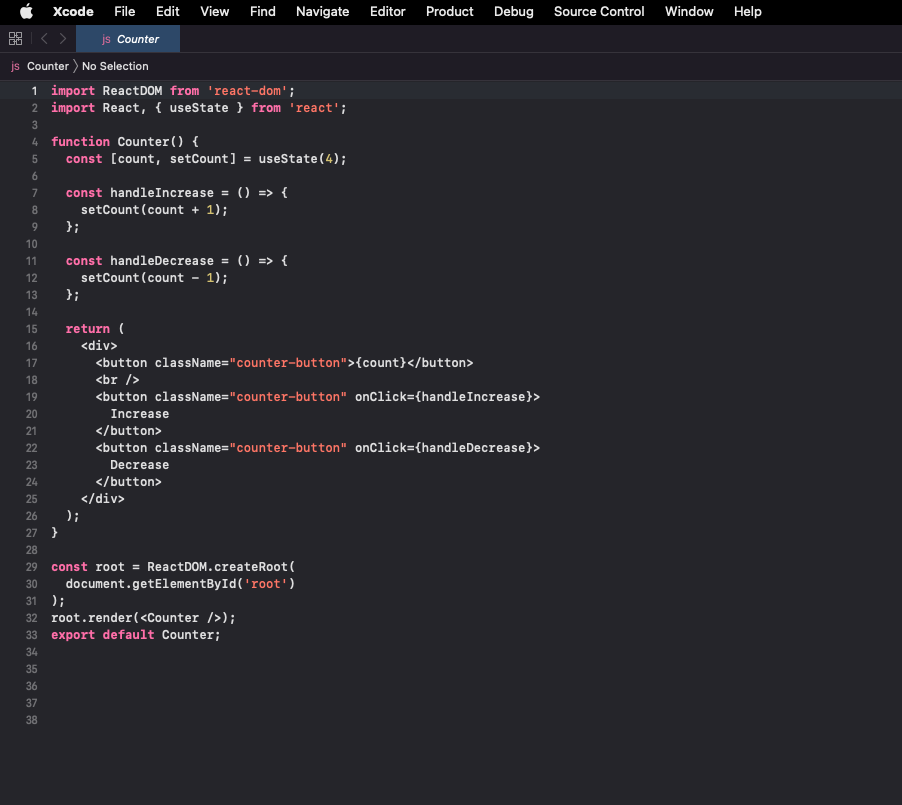 Xcode File Edit View Find Navigate Editor Product Debug Source Control Window Help
js Counter
js Counter 〉 No Selection
1 import ReactDOM from 'react-dom';
2 import React, { useState } from 'react';
3
4 function Counter() {
5   const [count, setCount] = useState(4);
6
7   const handleIncrease = () => {
8     setCount(count + 1);
9   };
10
11   const handleDecrease = () => {
12     setCount(count - 1);
13   };
14
15   return (
16     <div>
17       <button className="counter-button">{count}</button>
18       <br />
19       <button className="counter-button" onClick={handleIncrease}>
20         Increase
21       </button>
22       <button className="counter-button" onClick={handleDecrease}>
23         Decrease
24       </button>
25     </div>
26   );
27 }
28
29 const root = ReactDOM.createRoot(
30   document.getElementById('root')
31 );
32 root.render(<Counter />);
33 export default Counter;
34
35
36
37
38